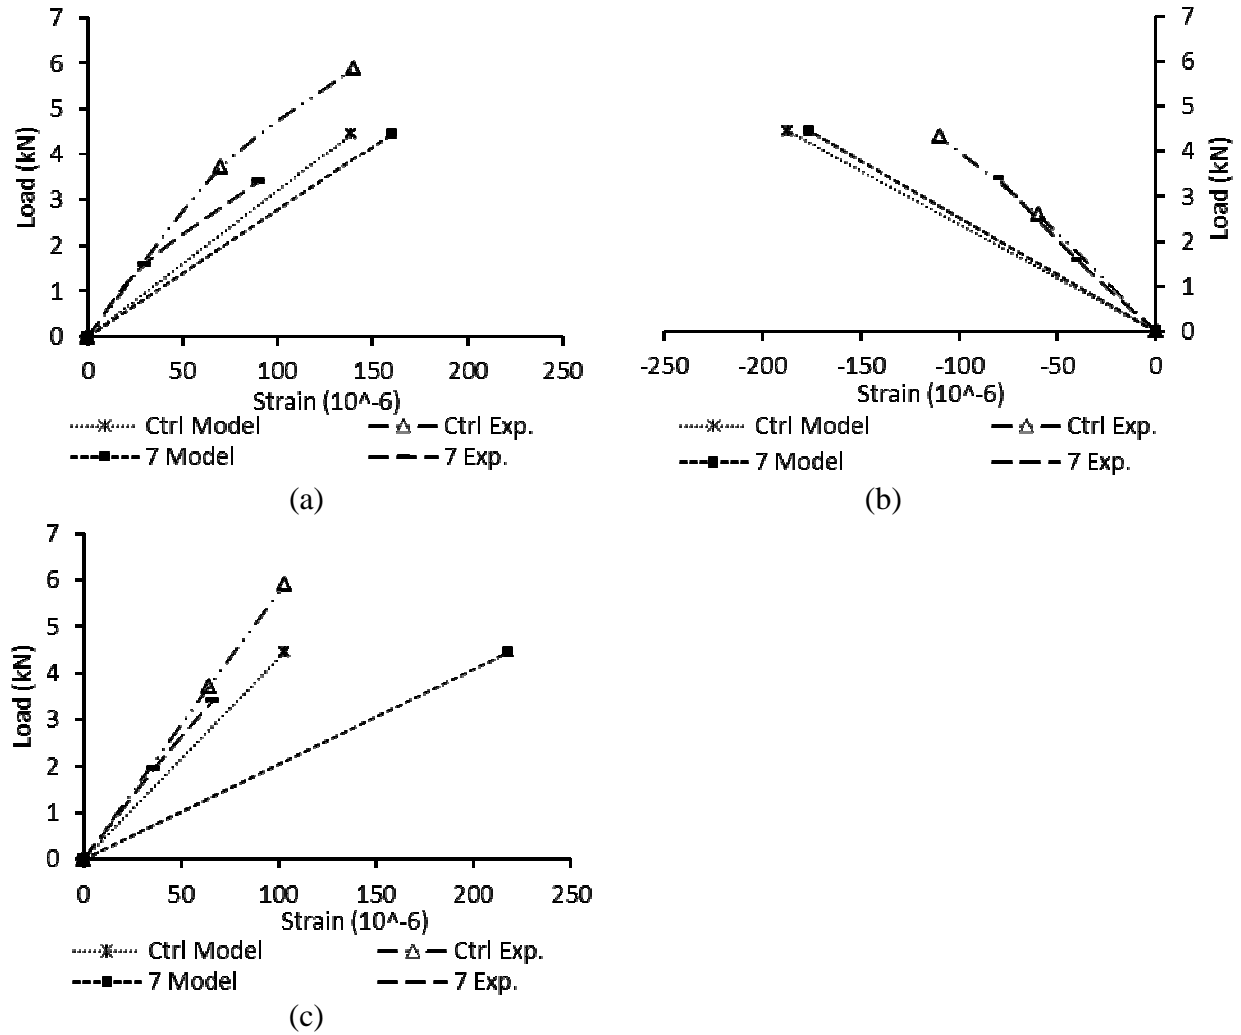 7
6
5
4
3
2
1
0
Load (kN)
0 50 100 150 200 250
Strain (10^-6)
Ctrl Model Ctrl Exp.
7 Model 7 Exp.
(a)
7
6
5
4
3
2
1
0
Load (kN)
-250 -200 -150 -100 -50 0
Strain (10^-6)
Ctrl Model Ctrl Exp.
7 Model 7 Exp.
(b)
7
6
5
4
3
2
1
0
Load (kN)
0 50 100 150 200 250
Strain (10^-6)
Ctrl Model Ctrl Exp.
7 Model 7 Exp.
(c)